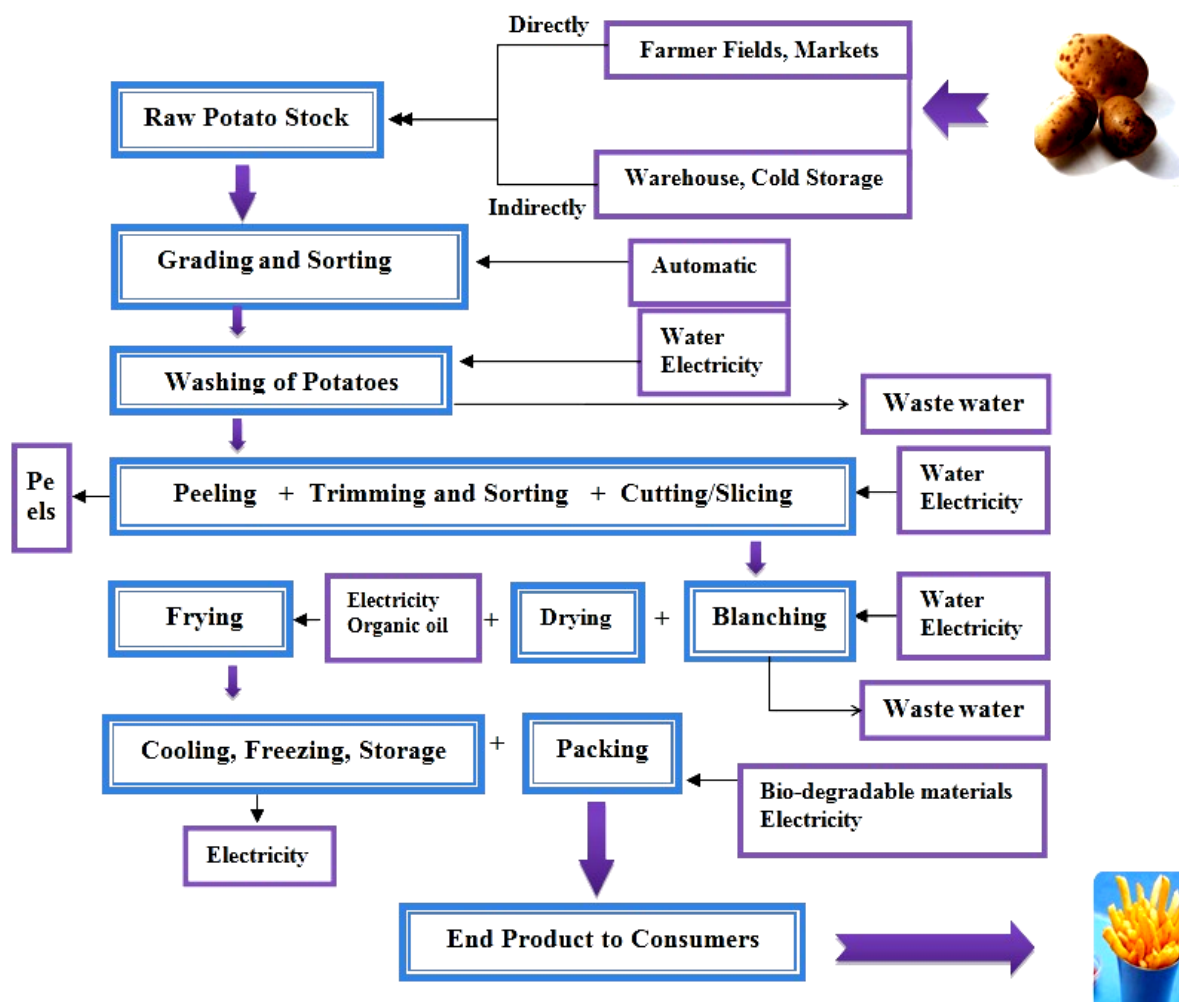 Directly
Farmer Fields, Markets
Raw Potato Stock
Warehouse, Cold Storage
Indirectly
Grading and Sorting
Automatic
Water
Electricity
Washing of Potatoes
Waste water
Pe
els
Peeling + Trimming and Sorting + Cutting/Slicing
Water
Electricity
Frying
Electricity
Organic oil
+
Drying
+
Blanching
Water
Electricity
Waste water
Cooling, Freezing, Storage
+
Packing
Bio-degradable materials
Electricity
Electricity
End Product to Consumers